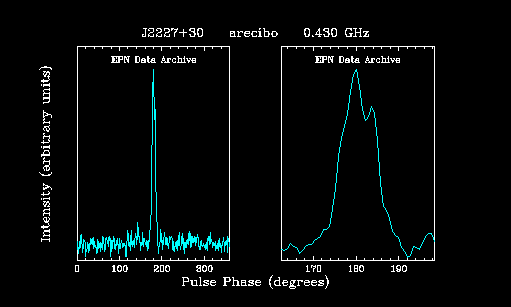 J2227+30 arecibo 0.430 GHz
EPN Data Archive EPN Data Archive
Intensity (arbitrary units)
0 100 200 300 170 180 190
Pulse Phase (degrees)